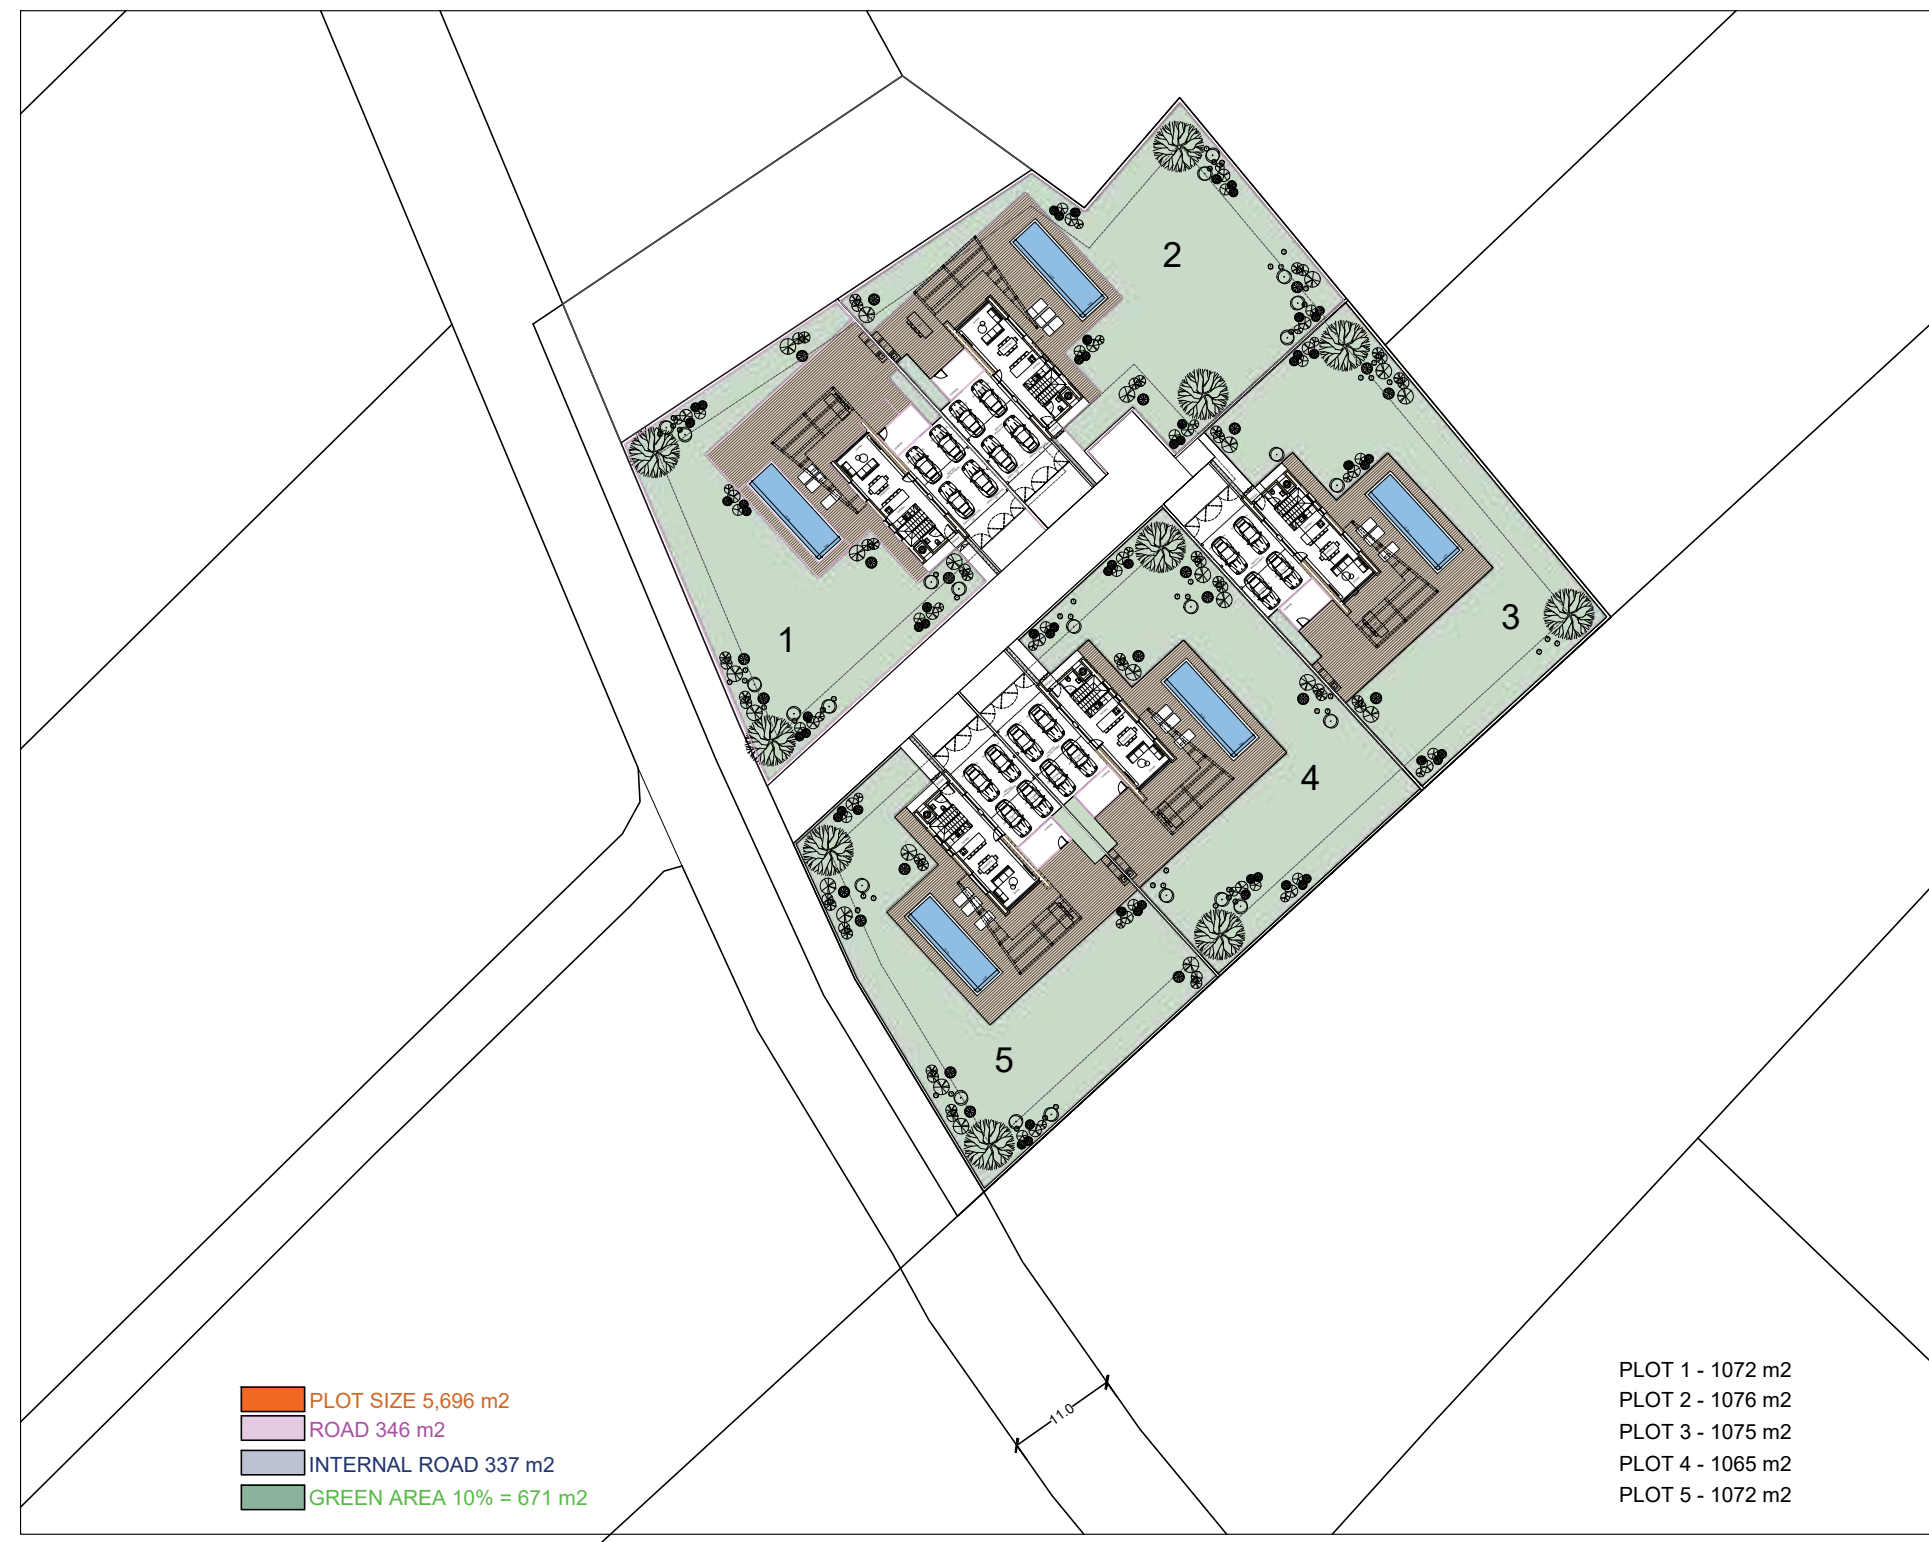 2
1
3
4
5
11.0
PLOT SIZE 5,696 m2
ROAD 346 m2
INTERNAL ROAD 337 m2
GREEN AREA 10% = 671 m2
PLOT 1 - 1072 m2
PLOT 2 - 1076 m2
PLOT 3 - 1075 m2
PLOT 4 - 1065 m2
PLOT 5 - 1072 m2